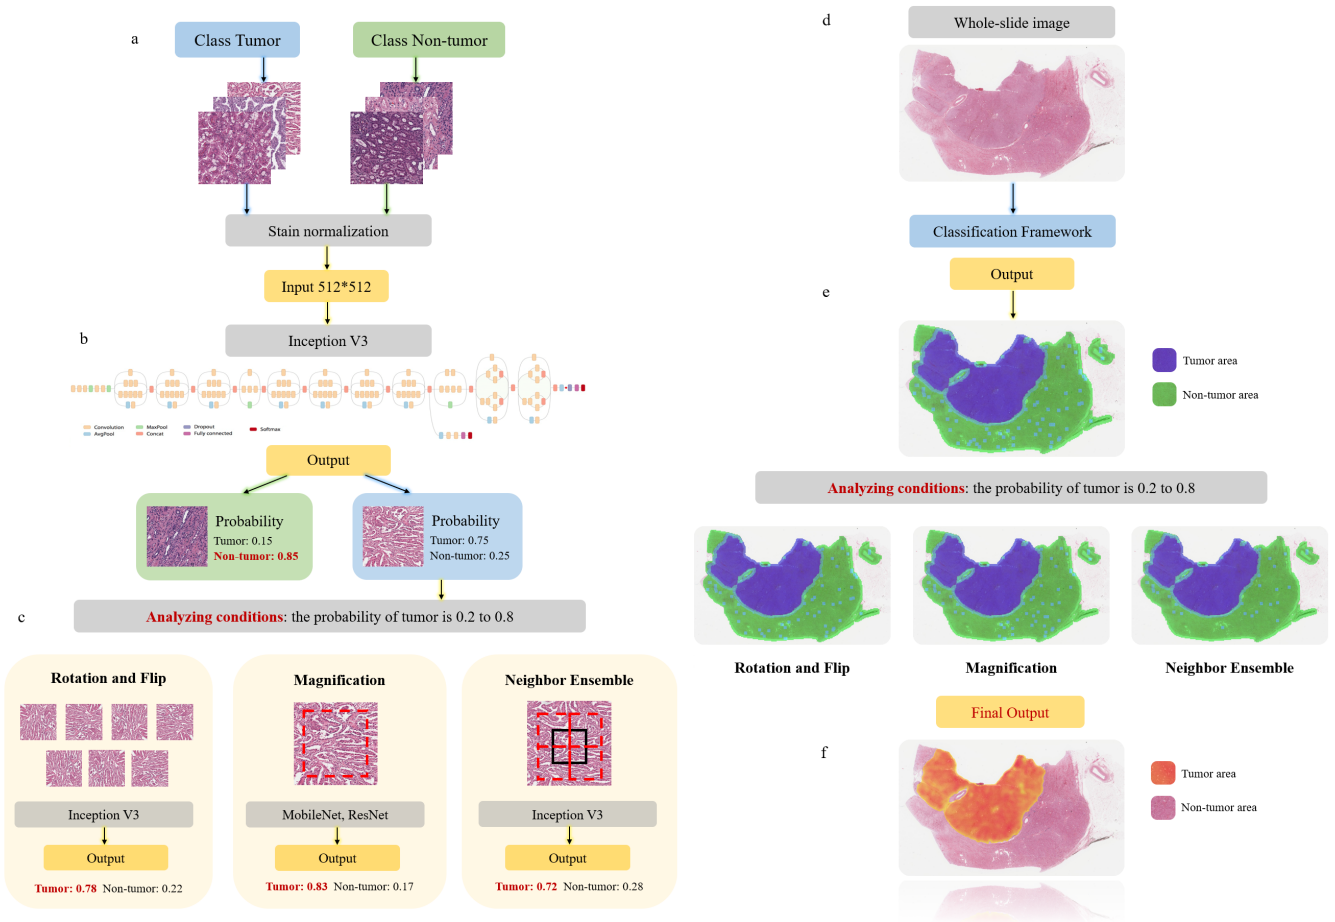 a
Class Tumor
Class Non-tumor
Stain normalization
Input 512*512
b
Inception V3
Convolution
AvgPool
MaxPool
Concat
Dropout
Fully connected
Softmax
Output
Probability
Tumor: 0.15
Non-tumor: 0.85
Probability
Tumor: 0.75
Non-tumor: 0.25
c
Analyzing conditions: the probability of tumor is 0.2 to 0.8
Rotation and Flip
Inception V3
Output
Tumor: 0.78 Non-tumor: 0.22
Magnification
MobileNet, ResNet
Output
Tumor: 0.83 Non-tumor: 0.17
Neighbor Ensemble
Inception V3
Output
Tumor: 0.72 Non-tumor: 0.28
d
Whole-slide image
Classification Framework
Output
e
Tumor area
Non-tumor area
Analyzing conditions: the probability of tumor is 0.2 to 0.8
Rotation and Flip
Magnification
Neighbor Ensemble
Final Output
f
Tumor area
Non-tumor area